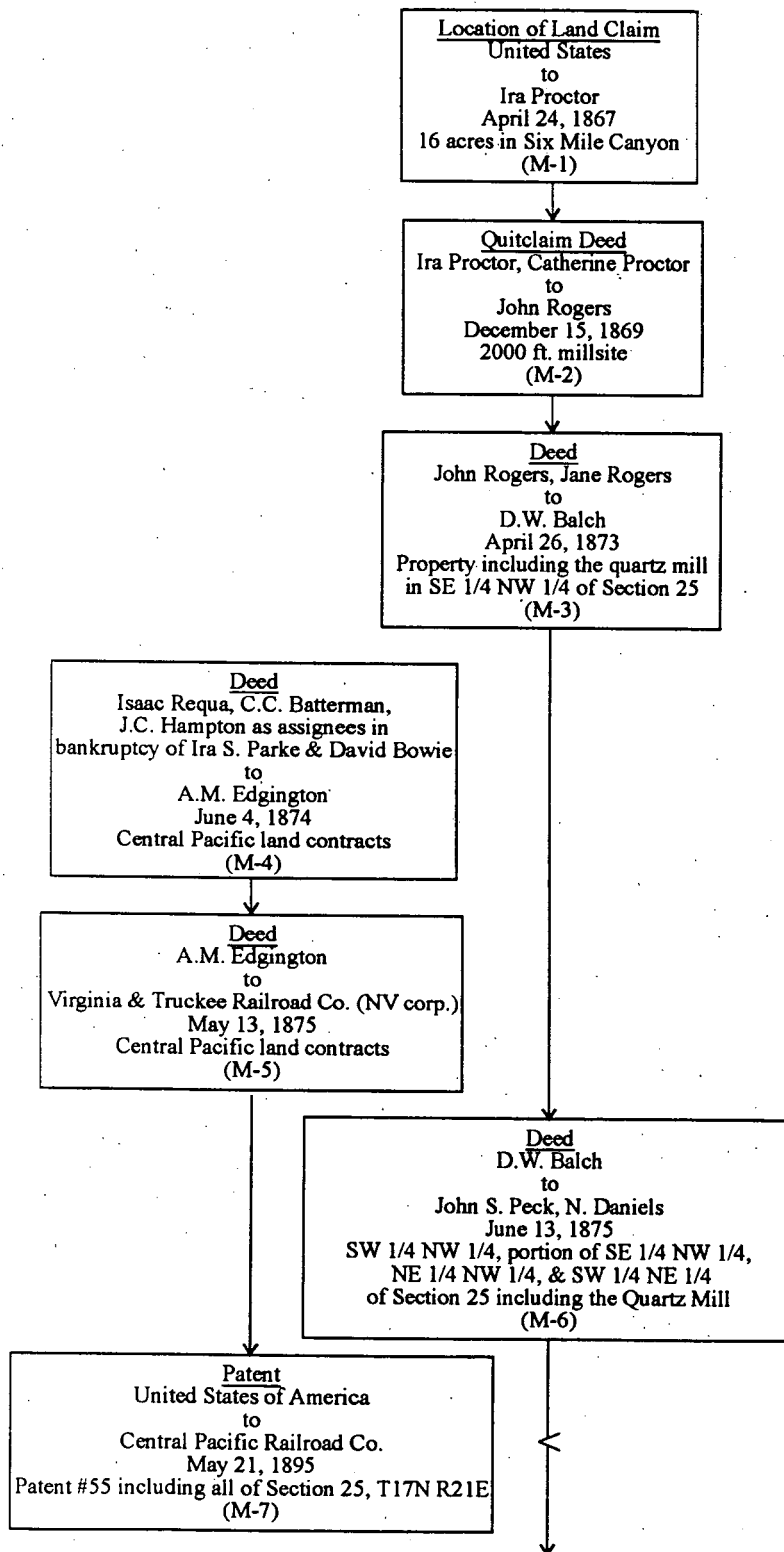 Location of Land Claim
United States
to
Ira Proctor
April 24, 1867
16 acres in Six Mile Canyon
(M-1)
Quitclaim Deed
Ira Proctor, Catherine Proctor
to
John Rogers
December 15, 1869
2000 ft. millsite
(M-2)
Deed
John Rogers, Jane Rogers
to
D.W. Balch
April 26, 1873
Property including the quartz mill
in SE 1/4 NW 1/4 of Section 25
(M-3)
Deed
Isaac Requa, C.C. Batterman,
J.C. Hampton as assignees in
bankruptcy of Ira S. Parke & David Bowie
to
A.M. Edgington
June 4, 1874
Central Pacific land contracts
(M-4)
Deed
A.M. Edgington
to
Virginia & Truckee Railroad Co. (NV corp.)
May 13, 1875
Central Pacific land contracts
(M-5)
Deed
D.W. Balch
to
John S. Peck, N. Daniels
June 13, 1875
SW 1/4 NW 1/4, portion of SE 1/4 NW 1/4,
NE 1/4 NW 1/4, & SW 1/4 NE 1/4
of Section 25 including the Quartz Mill
(M-6)
Patent
United States of America
to
Central Pacific Railroad Co.
May 21, 1895
Patent #55 including all of Section 25, T17N R21E
(M-7)